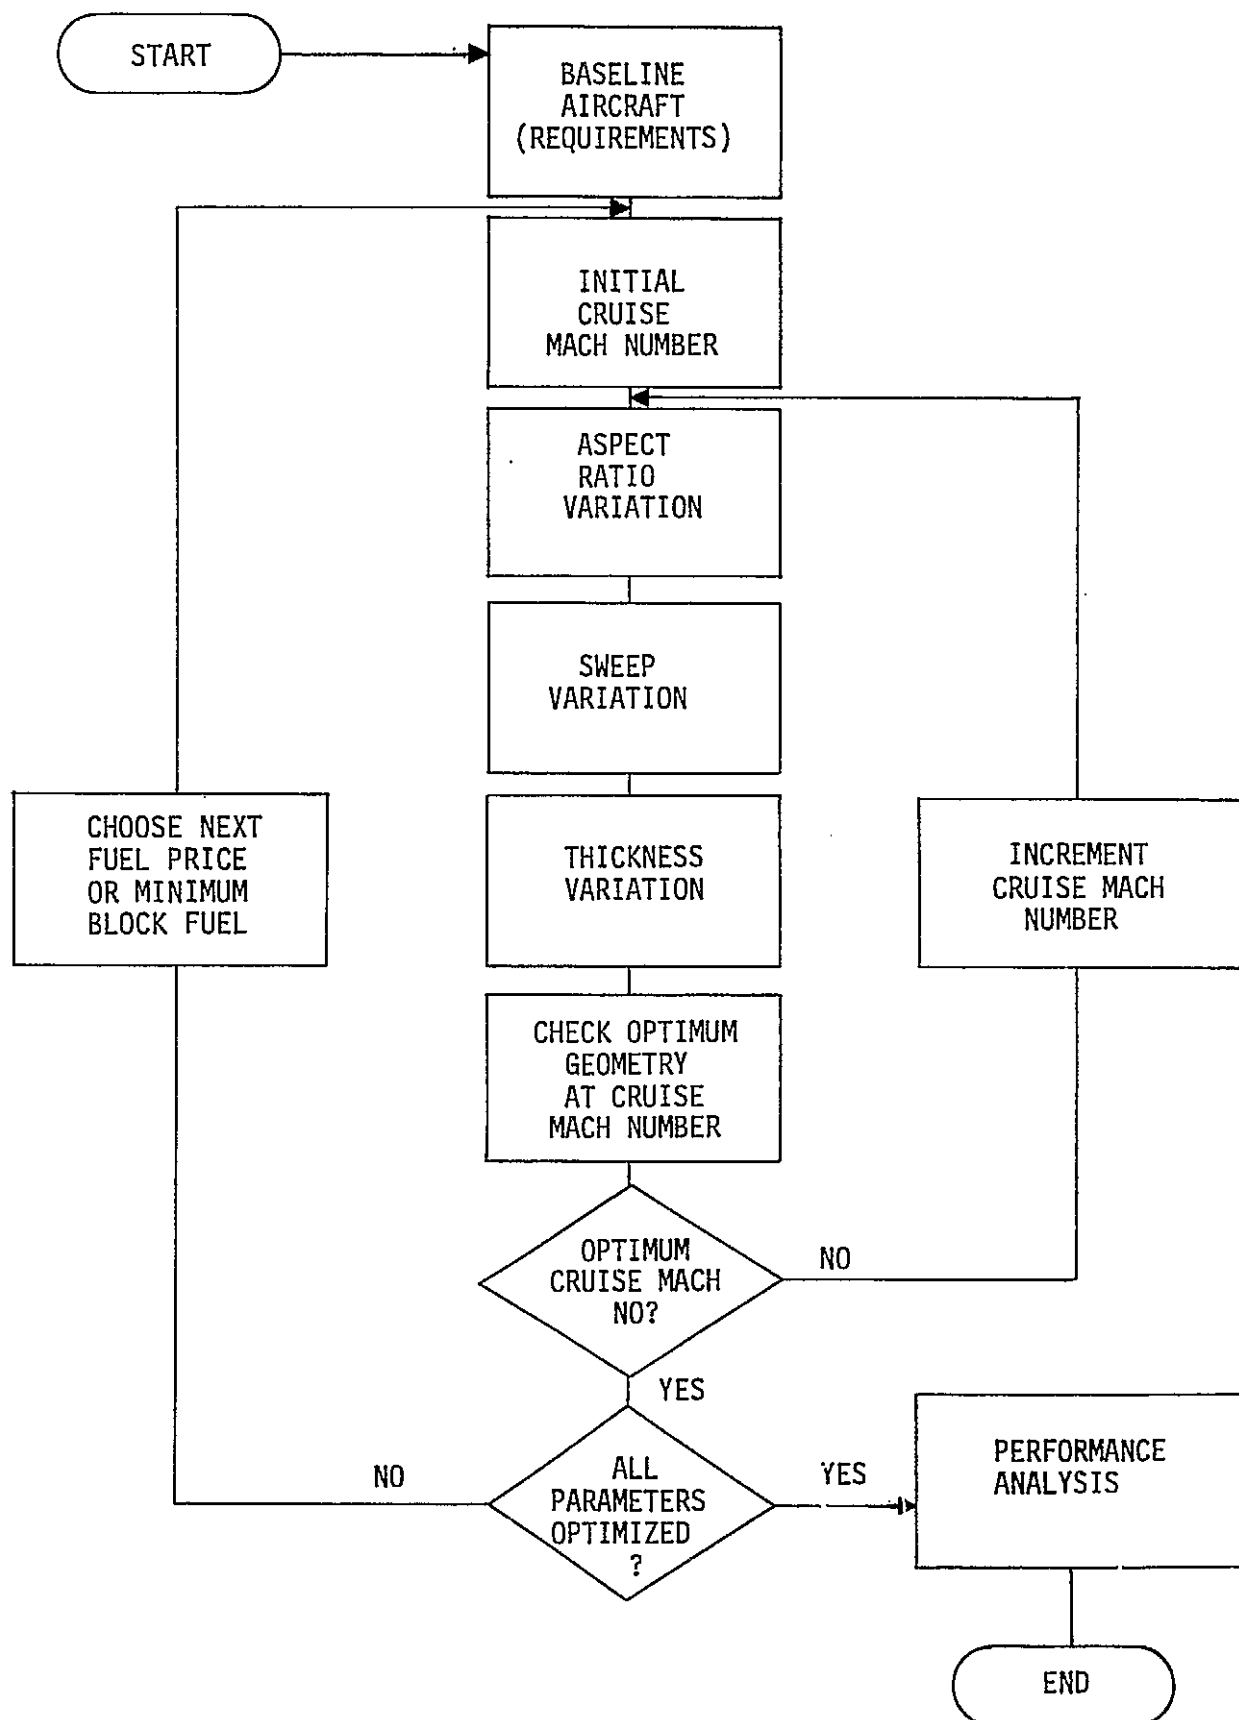 START
BASELINE
AIRCRAFT
(REQUIREMENTS)
INITIAL
CRUISE
MACH NUMBER
ASPECT
RATIO
VARIATION
SWEEP
VARIATION
CHOOSE NEXT
FUEL PRICE
OR MINIMUM
BLOCK FUEL
THICKNESS
VARIATION
INCREMENT
CRUISE MACH
NUMBER
CHECK OPTIMUM
GEOMETRY
AT CRUISE
MACH NUMBER
OPTIMUM
CRUISE MACH
NO?
NO
YES
NO
ALL
PARAMETERS
OPTIMIZED
?
YES
PERFORMANCE
ANALYSIS
END